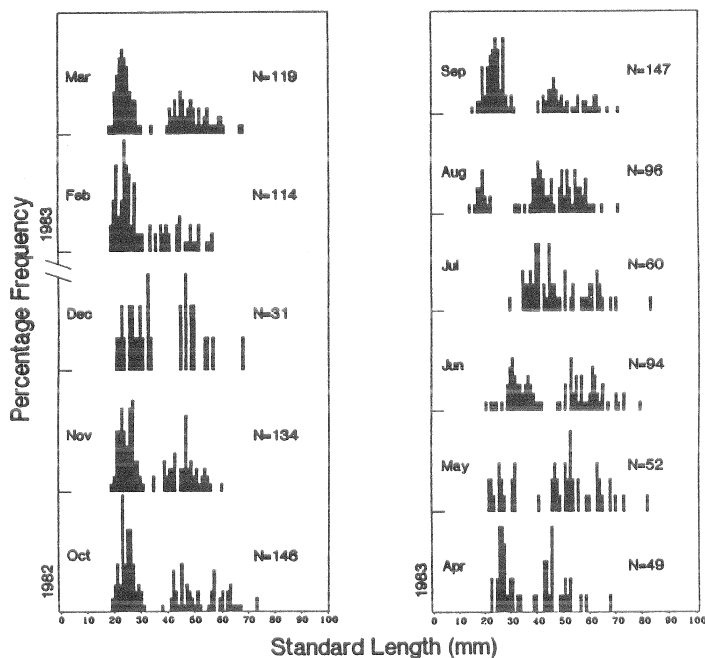 Mar N=119
Feb N=114
1983
Dec N=31
Nov N=134
Oct N=146
1982
0 10 20 30 40 50 60 70 80 90 100
Percentage Frequency
Sep N=147
Aug N=96
Jul N=60
Jun N=94
May N=52
Apr N=49
1983
0 10 20 30 40 50 60 70 80 90 100
Standard Length (mm)